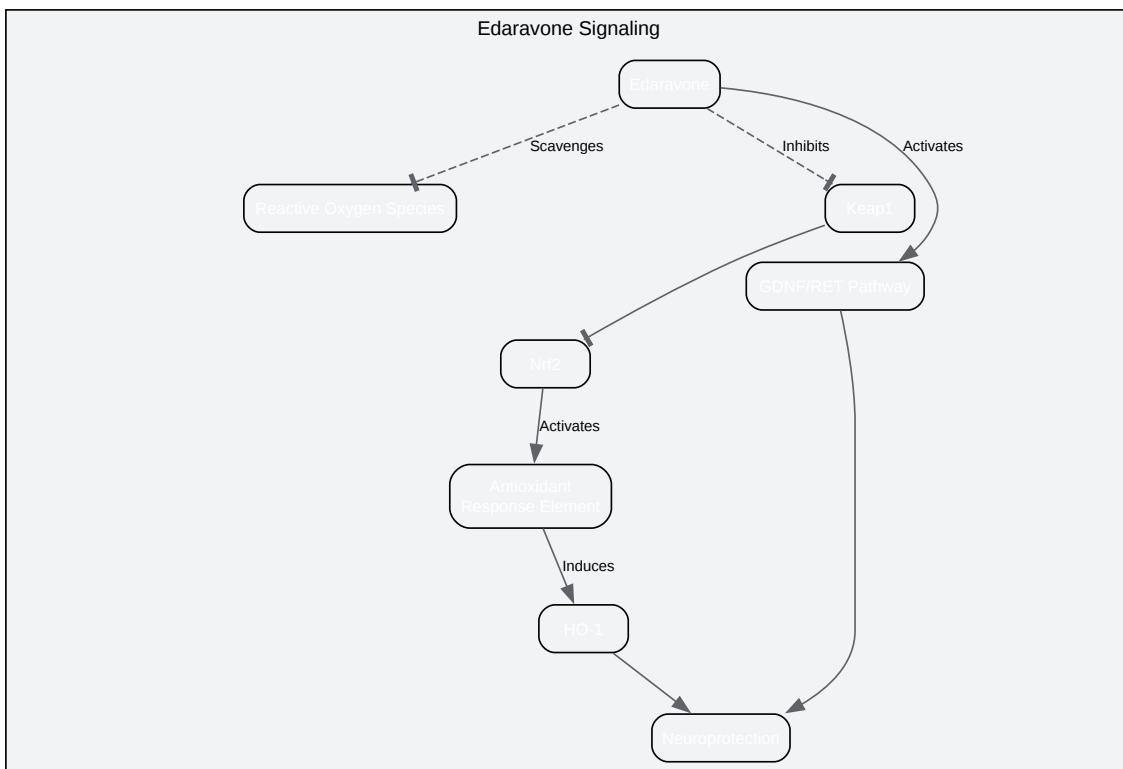 Edaravone Signaling
Edaravone
Scavenges
Inhibits
Activates
Reactive Oxygen Species
Keap1
GDNF/RET Pathway
Nrf2
Activates
Antioxidant
Response Element
Induces
HO-1
Neuroprotection